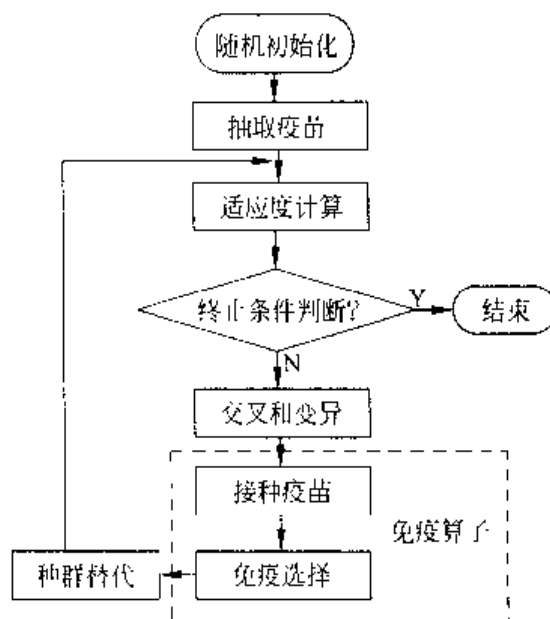 随机初始化
抽取疫苗
适应度计算
终止条件判断?
Y
结束
N
交叉和变异
接种疫苗
免疫算子
种群替代
免疫选择